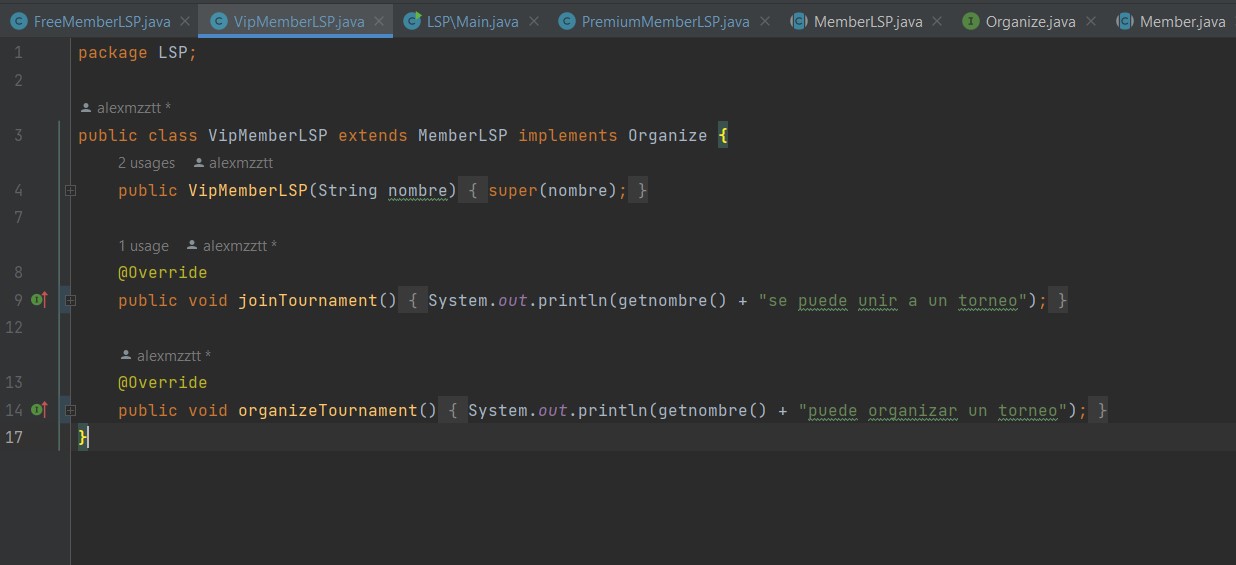 FreeMemberLSP.java VipMemberLSP.java LSP\Main.java PremiumMemberLSP.java MemberLSP.java Organize.java Member.java
1 package LSP;
2
alexmzztt *
3 public class VipMemberLSP extends MemberLSP implements Organize {
2 usages alexmzztt
4 public VipMemberLSP(String nombre) { super(nombre); }
7
1 usage alexmzztt *
8 @Override
9 public void joinTournament() { System.out.println(getnombre() + "se puede unir a un torneo"); }
12
alexmzztt *
13 @Override
14 public void organizeTournament() { System.out.println(getnombre() + "puede organizar un torneo"); }
17 }